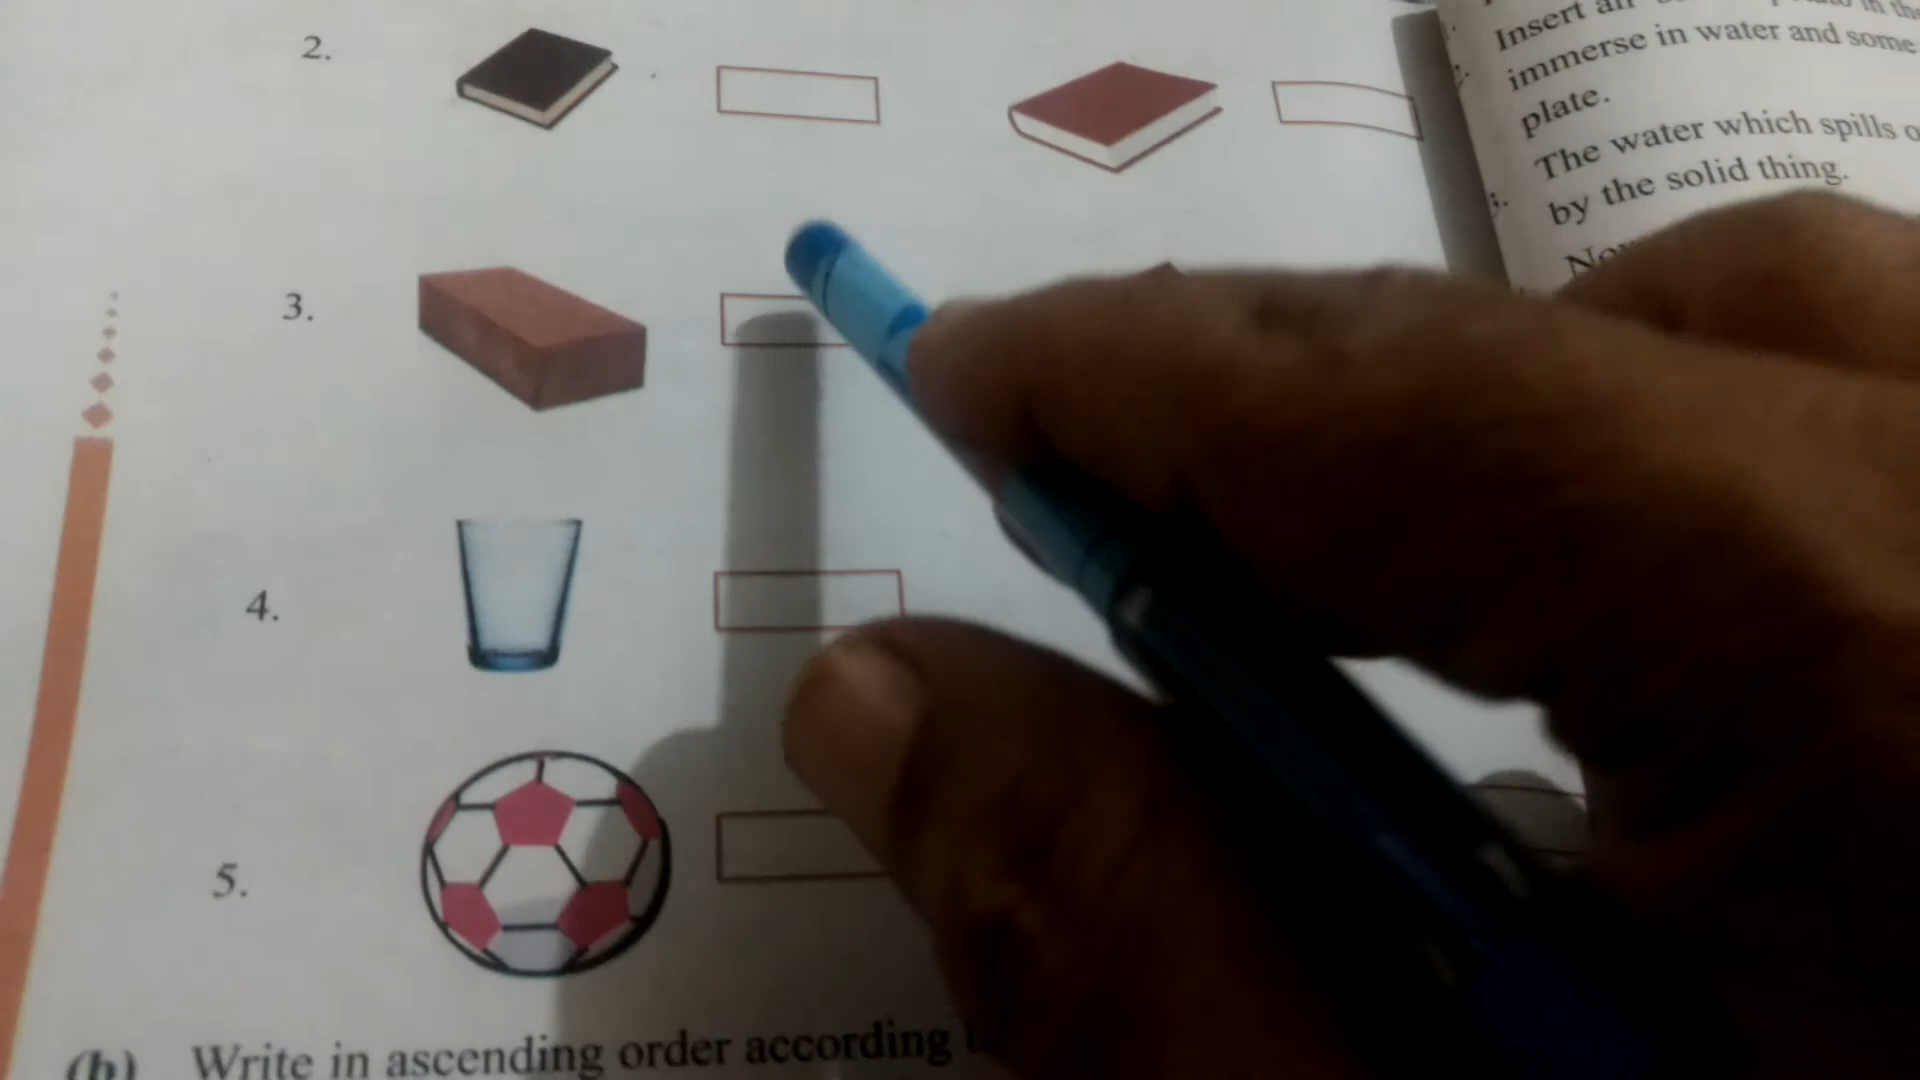 2.
3.
4.
5.
(b) Write in ascending order according
Insert an
immerse in water and some
plate.
The water which spills
by the solid thing.